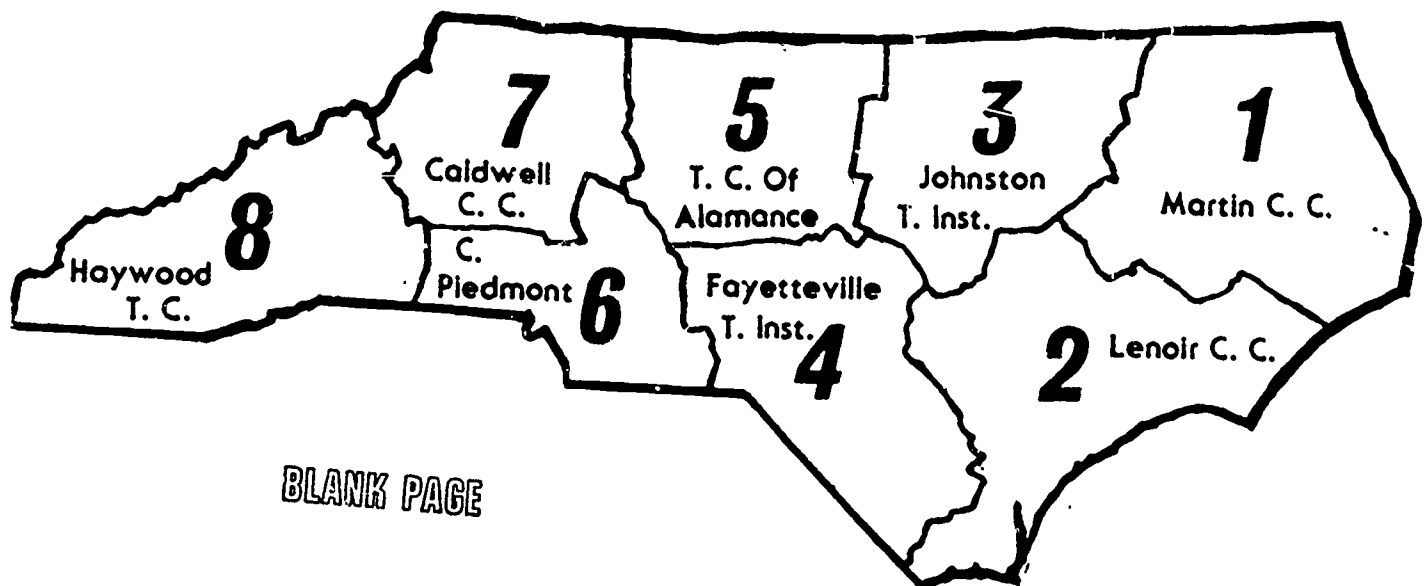 7
Caldwell
C. C.
5
T. C. Of
Alamance
3
Johnston
T. Inst.
1
Martin C. C.
8
Haywood
T. C.
C.
Piedmont
6
Fayetteville
T. Inst.
4
2
Lenoir C. C.
BLANK PAGE